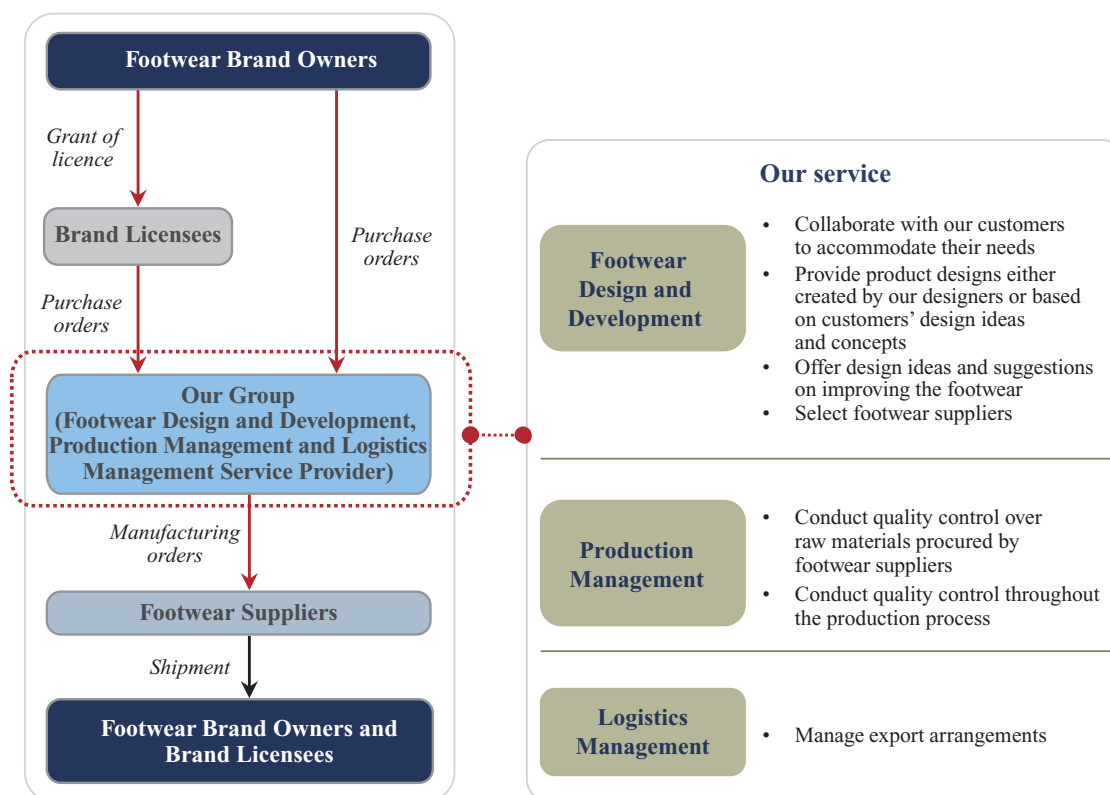 Footwear Brand Owners
Grant of
licence
Brand Licensees
Purchase
orders
Purchase
orders
Our Group
(Footwear Design and Development,
Production Management and Logistics
Management Service Provider)
Manufacturing
orders
Footwear Suppliers
Shipment
Footwear Brand Owners and
Brand Licensees
Our service
Footwear
Design and
Development
• Collaborate with our customers
to accommodate their needs
• Provide product designs either
created by our designers or based
on customers’ design ideas
and concepts
• Offer design ideas and suggestions
on improving the footwear
• Select footwear suppliers
Production
Management
• Conduct quality control over
raw materials procured by
footwear suppliers
• Conduct quality control throughout
the production process
Logistics
Management
• Manage export arrangements